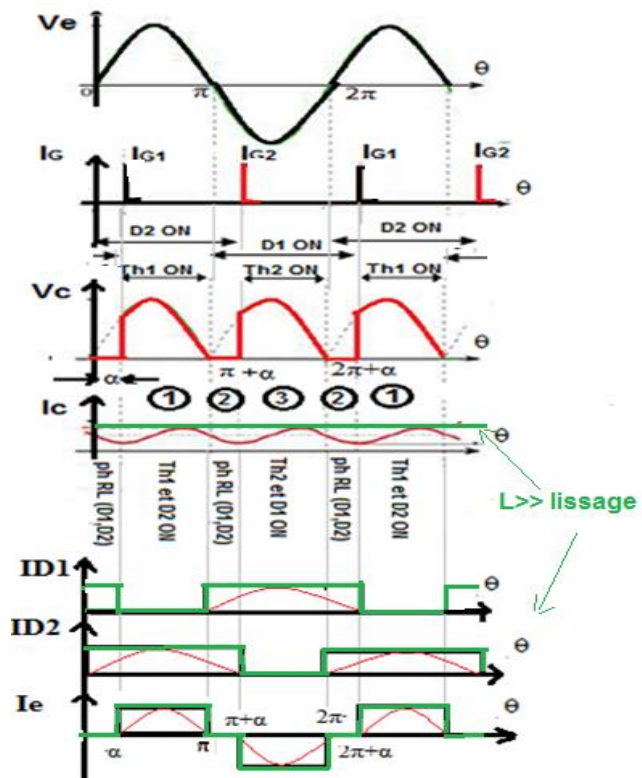 Ve
Θ
0 π 2π
IG IG1 IG2 IG1 IG2
Θ
D2 ON D1 ON D2 ON
Th1 ON Th2 ON Th1 ON
Vc
Θ
α π+α 2π+α
1 2 3 2 1
Ic
Θ
L>> lissage
ph RL (D1,D2)
Th1 et D2 ON
ph RL (D1,D2)
Th2 et D1 ON
ph RL (D1,D2)
Th1 et D2 ON
ID1
Θ
ID2
Θ
Ie π+α 2π
Θ
α π 2π+α